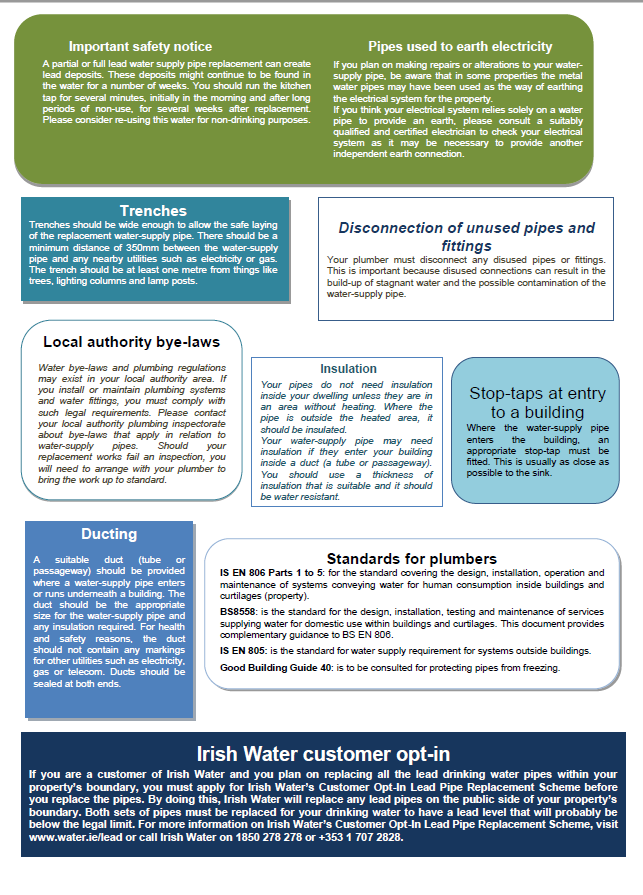 Important safety notice
A partial or full lead water supply pipe replacement can create
lead deposits. These deposits might continue to be found in
the water for a number of weeks. You should run the kitchen
tap for several minutes, initially in the morning and after long
periods of non-use, for several weeks after replacement.
Please consider re-using this water for non-drinking purposes.
Pipes used to earth electricity
If you plan on making repairs or alterations to your water-
supply pipe, be aware that in some properties the metal
water pipes may have been used as the way of earthing
the electrical system for the property.
If you think your electrical system relies solely on a water
pipe to provide an earth, please consult a suitably
qualified and certified electrician to check your electrical
system as it may be necessary to provide another
independent earth connection.
Trenches
Trenches should be wide enough to allow the safe laying
of the replacement water-supply pipe. There should be a
minimum distance of 350mm between the water-supply
pipe and any nearby utilities such as electricity or gas.
The trench should be at least one metre from things like
trees, lighting columns and lamp posts.
Disconnection of unused pipes and
fittings
Your plumber must disconnect any disused pipes or fittings.
This is important because disused connections can result in the
build-up of stagnant water and the possible contamination of the
water-supply pipe.
Local authority bye-laws
Water bye-laws and plumbing regulations
may exist in your local authority area. If
you install or maintain plumbing systems
and water fittings, you must comply with
such legal requirements. Please contact
your local authority plumbing inspectorate
about bye-laws that apply in relation to
water-supply pipes. Should your
replacement works fail an inspection, you
will need to arrange with your plumber to
bring the work up to standard.
Insulation
Your pipes do not need insulation
inside your dwelling unless they are in
an area without heating. Where the
pipe is outside the heated area, it
should be insulated.
Your water-supply pipe may need
insulation if they enter your building
inside a duct (a tube or passageway).
You should use a thickness of
insulation that is suitable and it should
be water resistant.
Stop-taps at entry
to a building
Where the water-supply pipe
enters the building, an
appropriate stop-tap must be
fitted. This is usually as close as
possible to the sink.
Ducting
A suitable duct (tube or
passageway) should be provided
where a water-supply pipe enters
or runs underneath a building. The
duct should be the appropriate
size for the water-supply pipe and
any insulation required. For health
and safety reasons, the duct
should not contain any markings
for other utilities such as electricity,
gas or telecom. Ducts should be
sealed at both ends.
Standards for plumbers
IS EN 806 Parts 1 to 5: for the standard covering the design, installation, operation and
maintenance of systems conveying water for human consumption inside buildings and
curtilages (property).
BS8558: is the standard for the design, installation, testing and maintenance of services
supplying water for domestic use within buildings and curtilages. This document provides
complementary guidance to BS EN 806.
IS EN 805: is the standard for water supply requirement for systems outside buildings.
Good Building Guide 40: is to be consulted for protecting pipes from freezing.
Irish Water customer opt-in
If you are a customer of Irish Water and you plan on replacing all the lead drinking water pipes within your
property's boundary, you must apply for Irish Water's Customer Opt-In Lead Pipe Replacement Scheme before
you replace the pipes. By doing this, Irish Water will replace any lead pipes on the public side of your property's
boundary. Both sets of pipes must be replaced for your drinking water to have a lead level that will probably be
below the legal limit. For more information on Irish Water's Customer Opt-In Lead Pipe Replacement Scheme, visit
www.water.ie/lead or call Irish Water on 1850 278 278 or +353 1 707 2828.